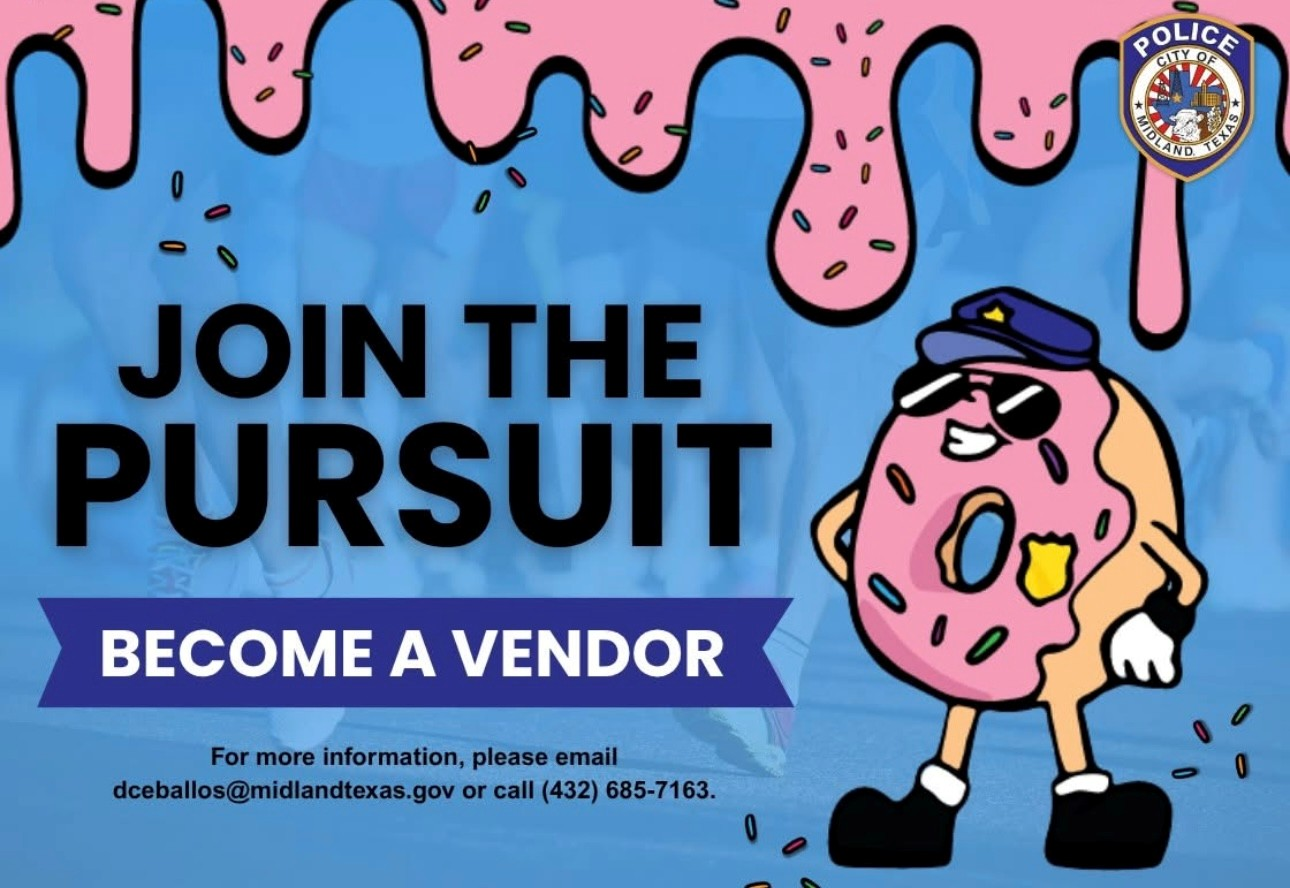 POLICE
CITY OF
MIDLAND, TEXAS
JOIN THE
PURSUIT
BECOME A VENDOR
For more information, please email
dceballos@midlandtexas.gov or call (432) 685-7163.